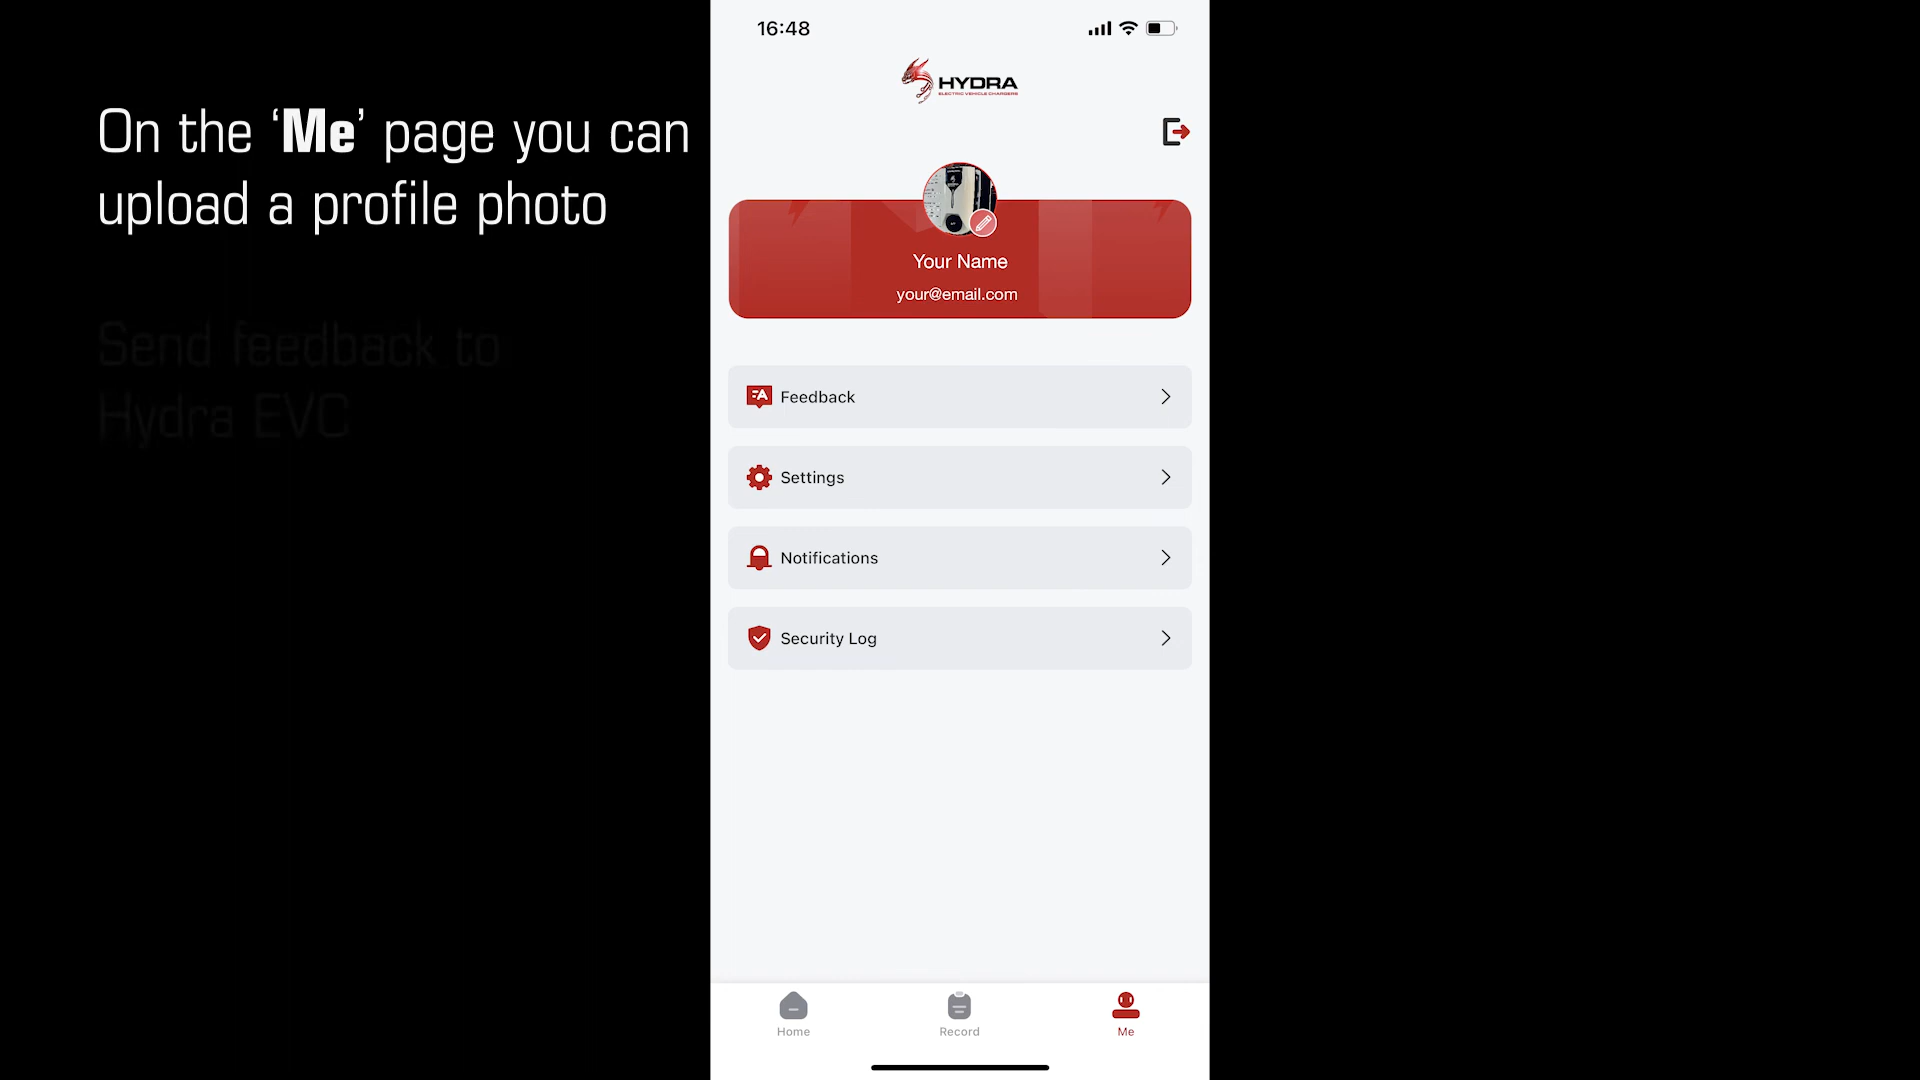 On the ‘Me’ page you can
upload a profile photo
Send feedback to
Hydra EVC
16:48
HYDRA
ELECTRIC VEHICLE CHARGERS
Your Name
your@email.com
Feedback
Settings
Notifications
Security Log
Home
Record
Me